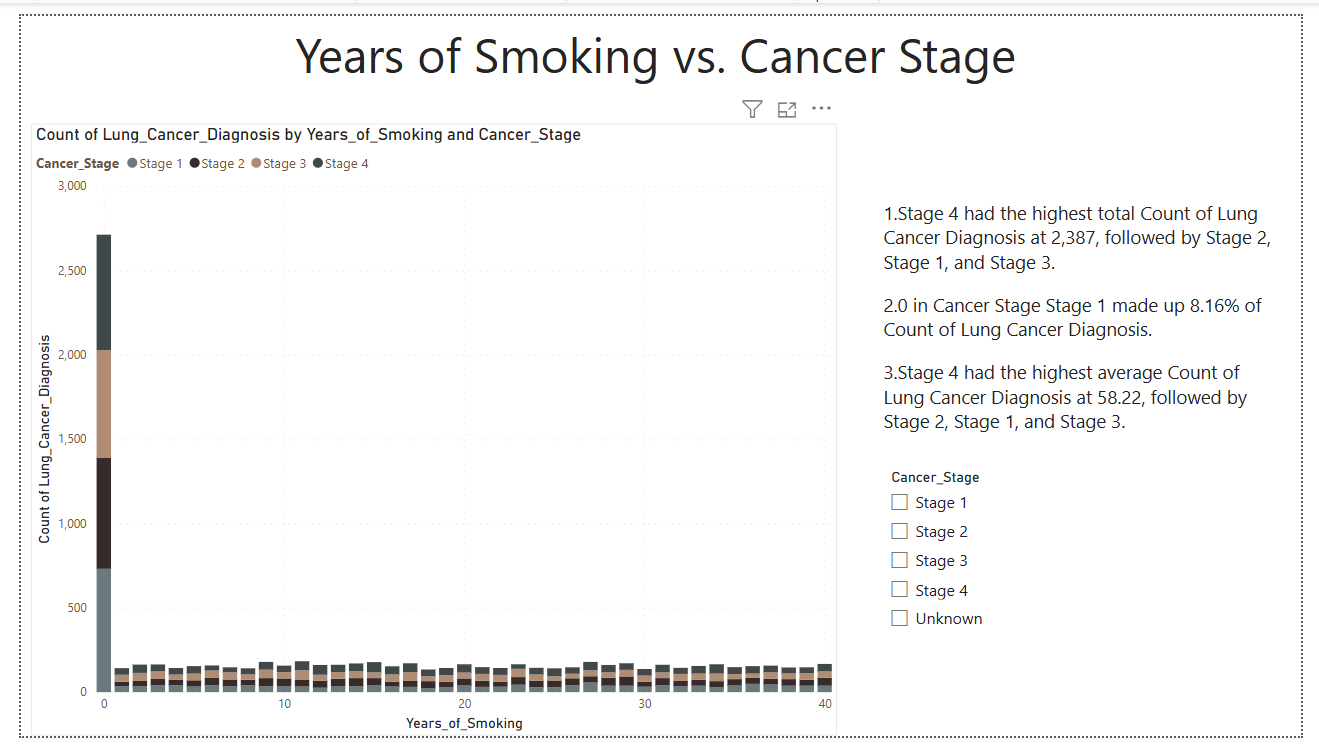 Years of Smoking vs. Cancer Stage
Count of Lung_Cancer_Diagnosis by Years_of_Smoking and Cancer_Stage
Cancer_Stage Stage 1 Stage 2 Stage 3 Stage 4
3,000
2,500
2,000
1,500
1,000
500
0
Count of Lung_Cancer_Diagnosis
0 10 20 30 40
Years_of_Smoking
1.Stage 4 had the highest total Count of Lung
Cancer Diagnosis at 2,387, followed by Stage 2,
Stage 1, and Stage 3.
2.0 in Cancer Stage Stage 1 made up 8.16% of
Count of Lung Cancer Diagnosis.
3.Stage 4 had the highest average Count of
Lung Cancer Diagnosis at 58.22, followed by
Stage 2, Stage 1, and Stage 3.
Cancer_Stage
Stage 1
Stage 2
Stage 3
Stage 4
Unknown